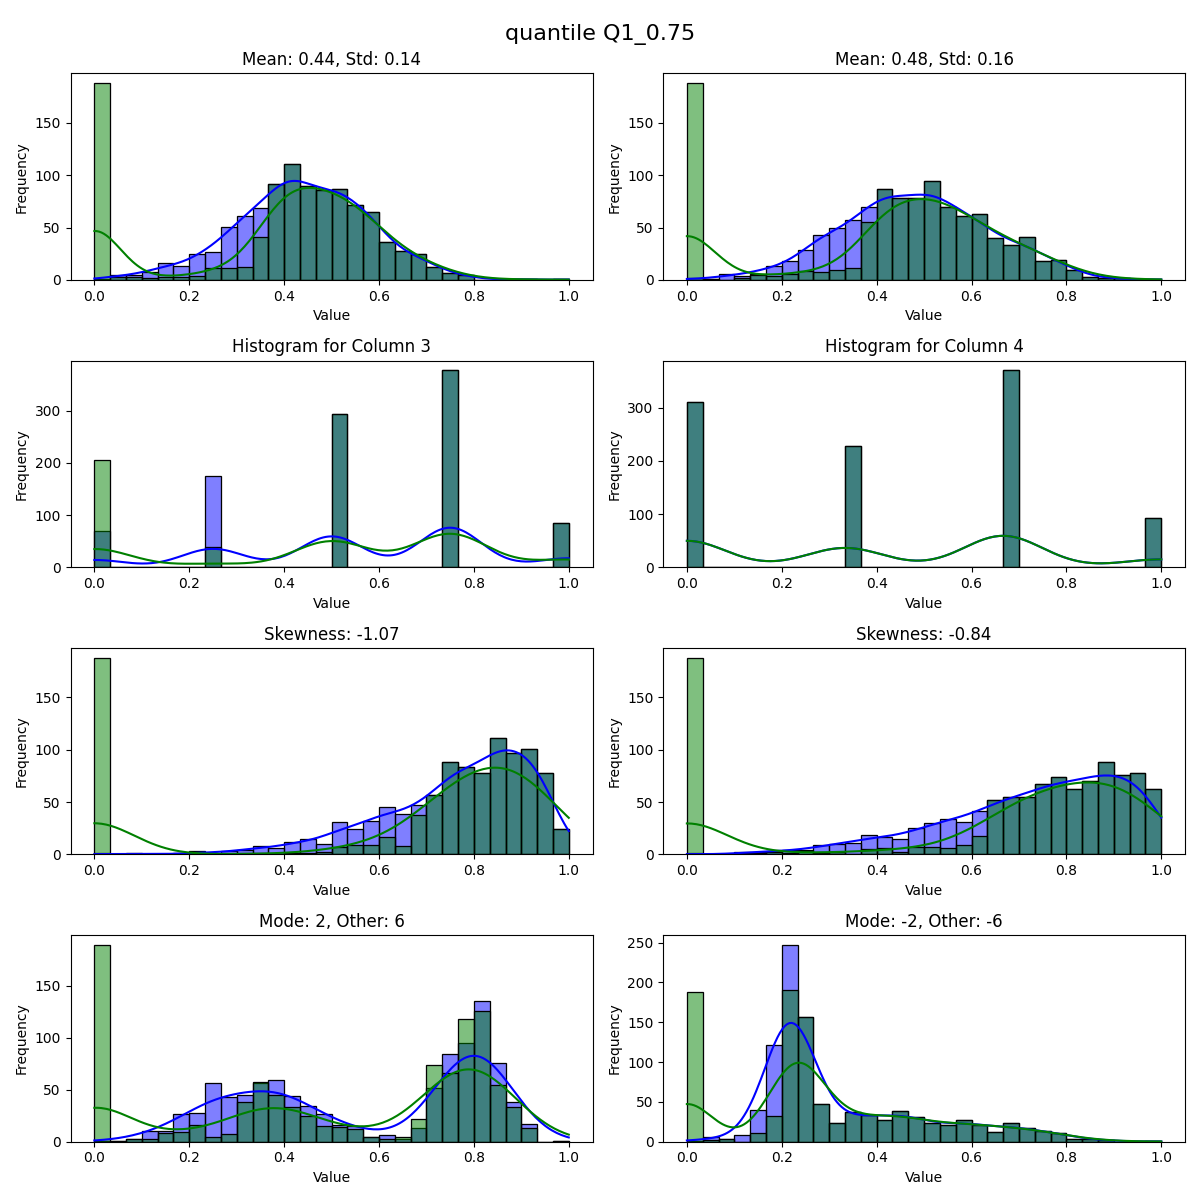 quantile Q1_0.75
Mean: 0.44, Std: 0.14
Frequency
150
100
50
0
0.0 0.2 0.4 0.6 0.8 1.0
Value
Mean: 0.48, Std: 0.16
Frequency
150
100
50
0
0.0 0.2 0.4 0.6 0.8 1.0
Value
Histogram for Column 3
Frequency
300
200
100
0
0.0 0.2 0.4 0.6 0.8 1.0
Value
Histogram for Column 4
Frequency
300
200
100
0
0.0 0.2 0.4 0.6 0.8 1.0
Value
Skewness: -1.07
Frequency
150
100
50
0
0.0 0.2 0.4 0.6 0.8 1.0
Value
Skewness: -0.84
Frequency
150
100
50
0
0.0 0.2 0.4 0.6 0.8 1.0
Value
Mode: 2, Other: 6
Frequency
150
100
50
0
0.0 0.2 0.4 0.6 0.8 1.0
Value
Mode: -2, Other: -6
Frequency
250
200
150
100
50
0
0.0 0.2 0.4 0.6 0.8 1.0
Value